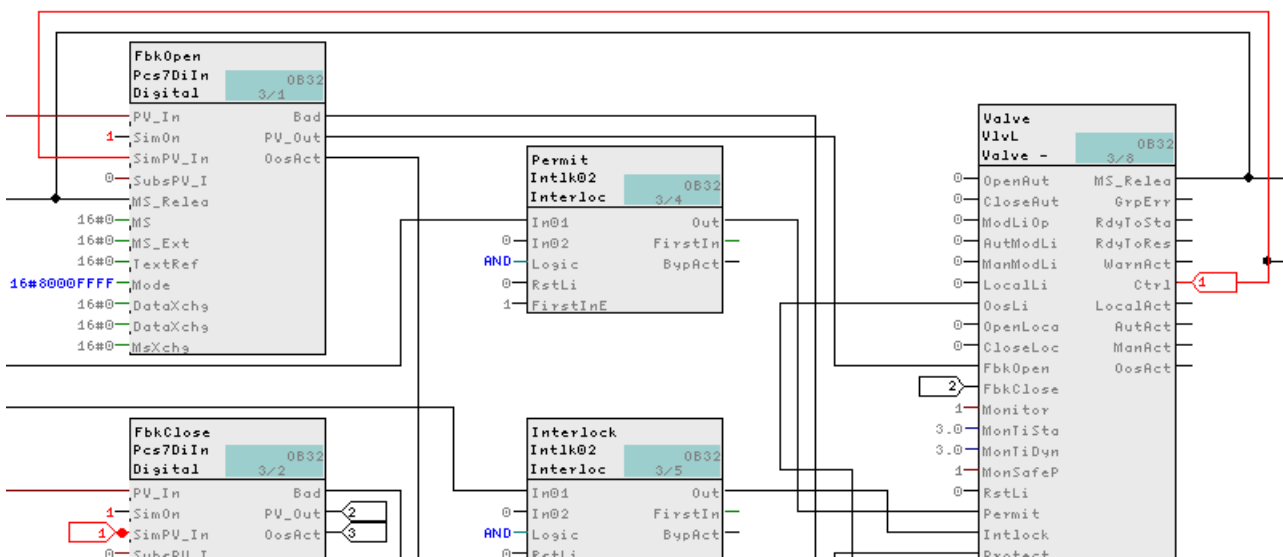 FbkOpen
Pcs7DiIn
Digital
OB32
3/1
PV_In Bad
1 SimOn PV_Out
SimPV_In OosAct
0 SubsPV_I
MS_Relea
16#0 MS
16#0 MS_Ext
16#0 TextRef
16#8000FFFF Mode
16#0 DataXchg
16#0 DataXchg
16#0 MsXchg
Permit
Intlk02
Interloc
OB32
3/4
In01 Out
0 In02 FirstIn
AND Logic BypAct
0 RstLi
1 FirstInE
Valve
VlvL
Valve -
OB32
3/8
0 OpenAut MS_Relea
0 CloseAut GrpErr
0 ModLiOp RdyToSta
0 AutModLi RdyToRes
0 ManModLi WarnAct
0 LocalLi Ctrl 1
OosLi LocalAct
0 OpenLoca AutAct
0 CloseLoc ManAct
FbkOpen OosAct
2 FbkClose
1 Monitor
3.0 MonTiSta
3.0 MonTiDyn
1 MonSafeP
0 RstLi
Permit
Intlock
Protect
FbkClose
Pcs7DiIn
Digital
OB32
3/2
PV_In Bad
1 SimOn PV_Out 2
1 SimPV_In OosAct 3
0 SubsPV_I
Interlock
Intlk02
Interloc
OB32
3/5
In01 Out
0 In02 FirstIn
AND Logic BypAct
0 RstLi